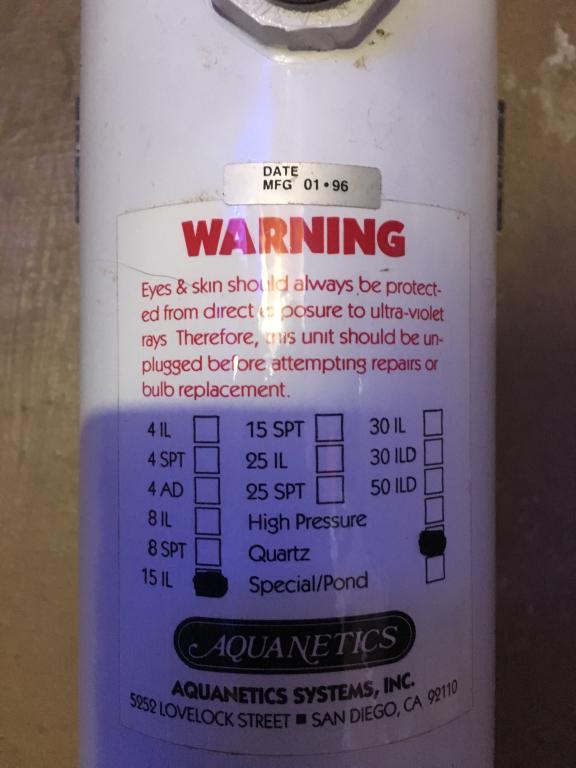 DATE
MFG 01•96
WARNING
Eyes & skin should always be protect-
ed from direct posure to ultra-violet
rays Therefore, this unit should be un-
plugged before attempting repairs or
bulb replacement.
4 IL 15 SPT 30 IL
4 SPT 25 IL 30 ILD
4 AD 25 SPT 50 ILD
8 IL High Pressure
8 SPT Quartz
15 IL Special/Pond
AQUANETICS
AQUANETICS SYSTEMS, INC.
5252 LOVELOCK STREET ■ SAN DIEGO, CA 92110